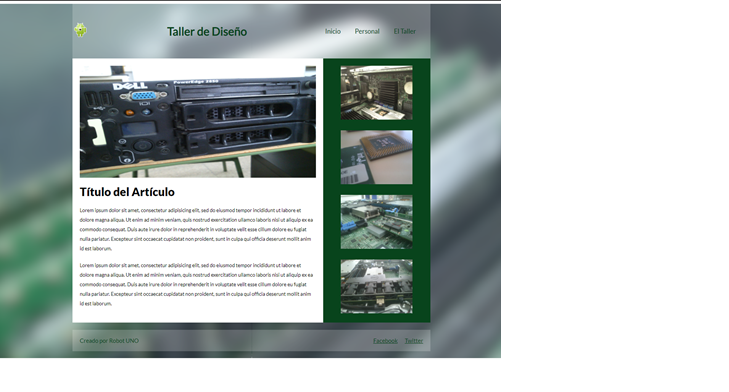 Taller de Diseño
Inicio
Personal
El Taller
DELL
PowerEdge 2850
Título del Artículo
Lorem ipsum dolor sit amet, consectetur adipisicing elit, sed do eiusmod tempor incididunt ut labore et
dolore magna aliqua. Ut enim ad minim veniam, quis nostrud exercitation ullamco laboris nisi ut aliquip ex ea
commodo consequat. Duis aute irure dolor in reprehenderit in voluptate velit esse cillum dolore eu fugiat
nulla pariatur. Excepteur sint occaecat cupidatat non proident, sunt in culpa qui officia deserunt mollit anim
id est laborum.
Lorem ipsum dolor sit amet, consectetur adipisicing elit, sed do eiusmod tempor incididunt ut labore et
dolore magna aliqua. Ut enim ad minim veniam, quis nostrud exercitation ullamco laboris nisi ut aliquip ex ea
commodo consequat. Duis aute irure dolor in reprehenderit in voluptate velit esse cillum dolore eu fugiat
nulla pariatur. Excepteur sint occaecat cupidatat non proident, sunt in culpa qui officia deserunt mollit anim
id est laborum.
Creado por Robot UNO
Facebook
Twitter